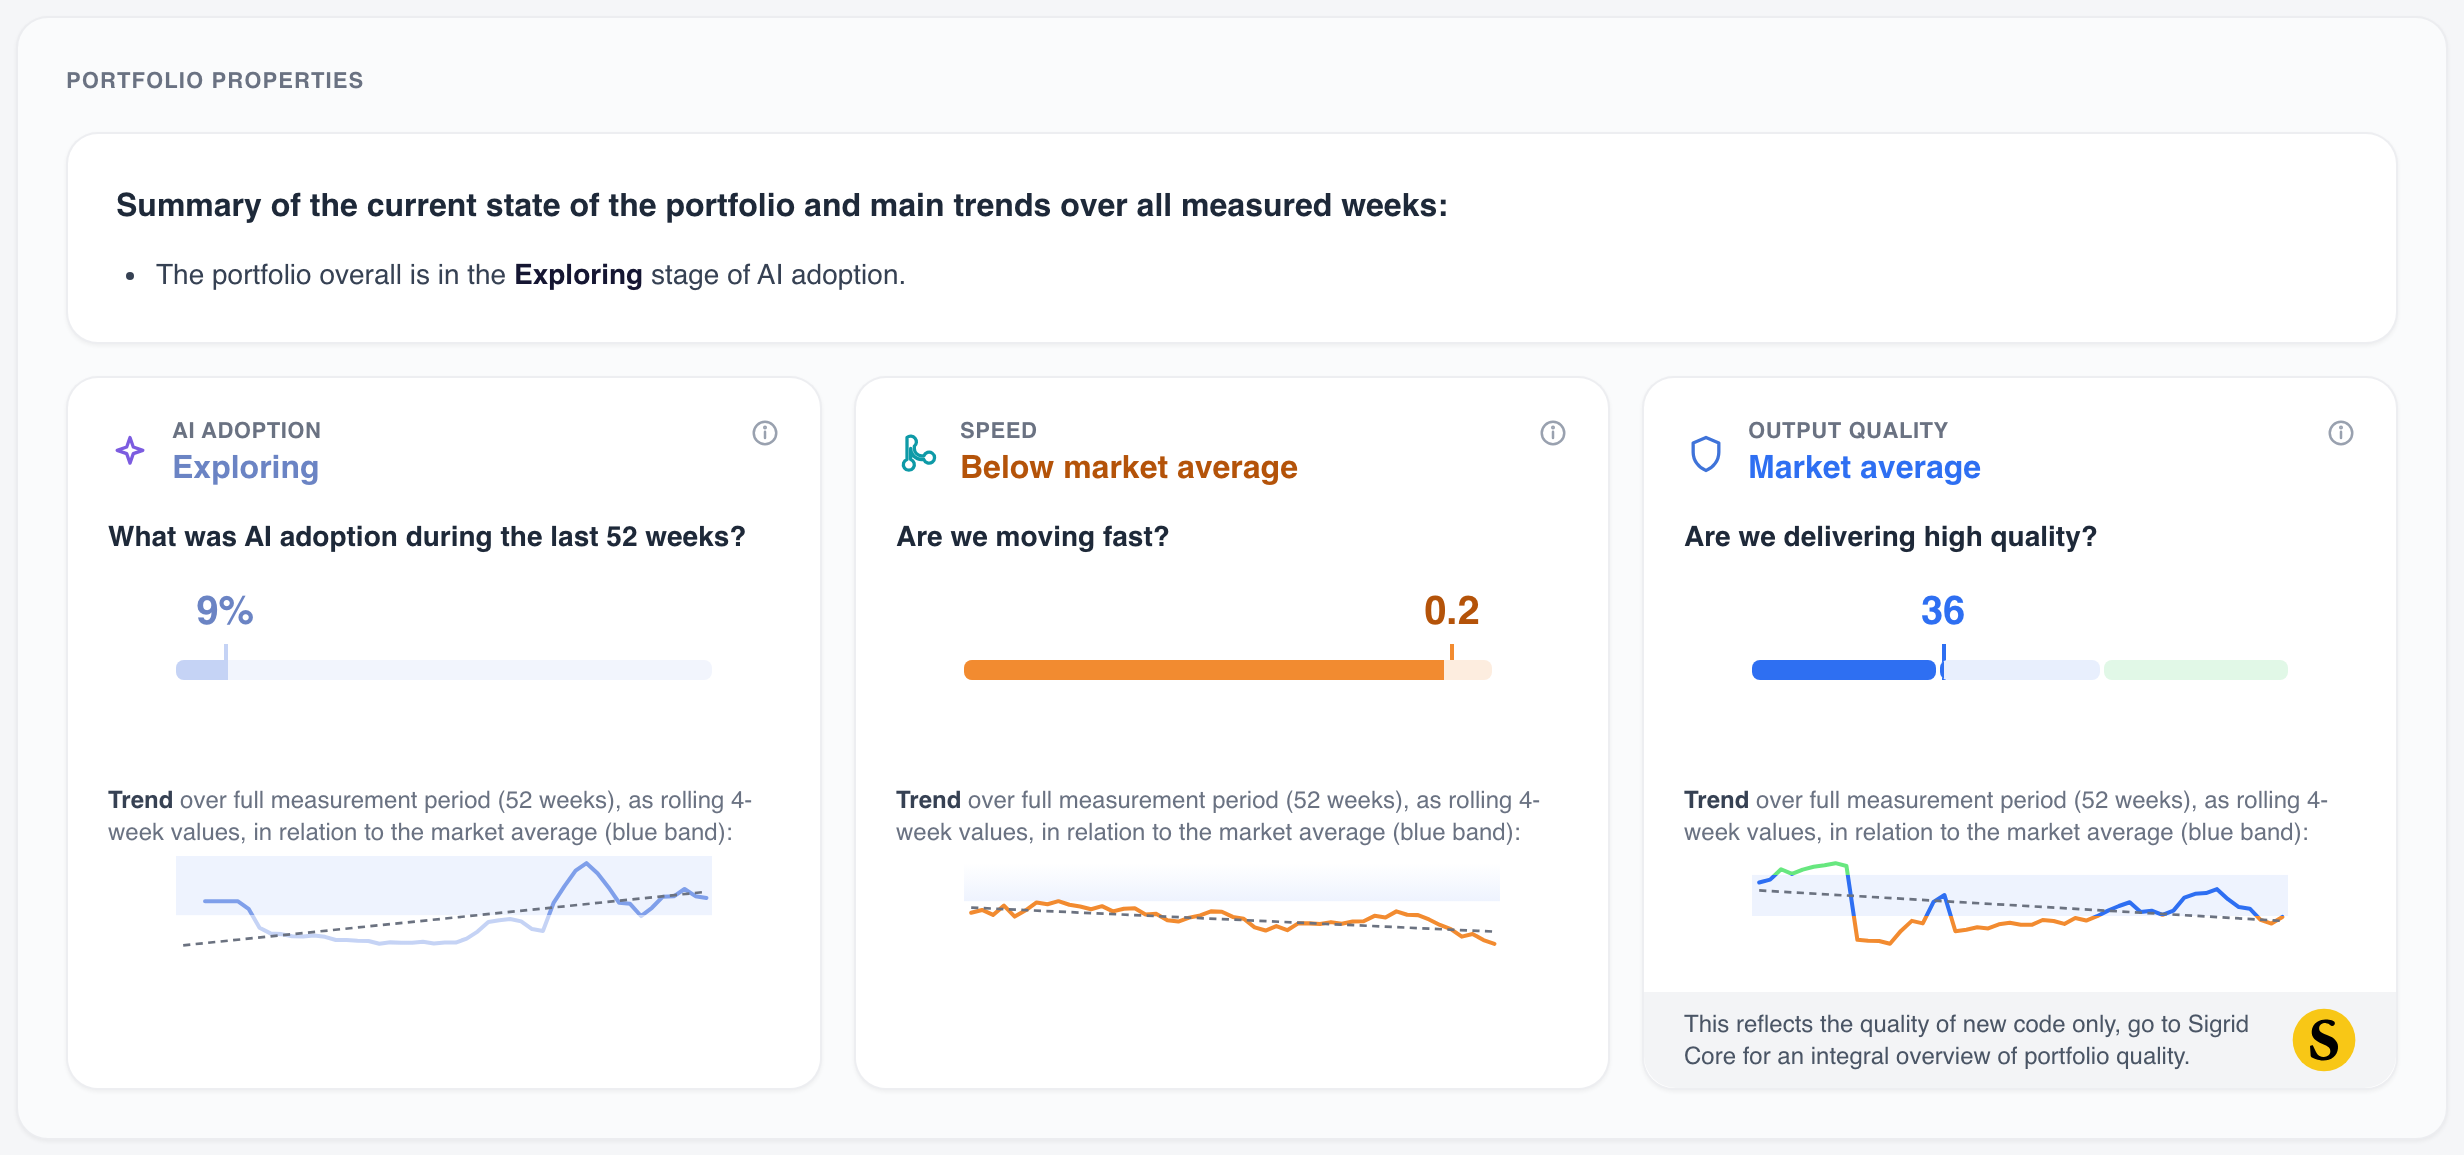 PORTFOLIO PROPERTIES
Summary of the current state of the portfolio and main trends over all measured weeks:
• The portfolio overall is in the Exploring stage of AI adoption.
AI ADOPTION
Exploring
What was AI adoption during the last 52 weeks?
9%
Trend over full measurement period (52 weeks), as rolling 4-
week values, in relation to the market average (blue band):
SPEED
Below market average
Are we moving fast?
0.2
Trend over full measurement period (52 weeks), as rolling 4-
week values, in relation to the market average (blue band):
OUTPUT QUALITY
Market average
Are we delivering high quality?
36
Trend over full measurement period (52 weeks), as rolling 4-
week values, in relation to the market average (blue band):
This reflects the quality of new code only, go to Sigrid
Core for an integral overview of portfolio quality.
S